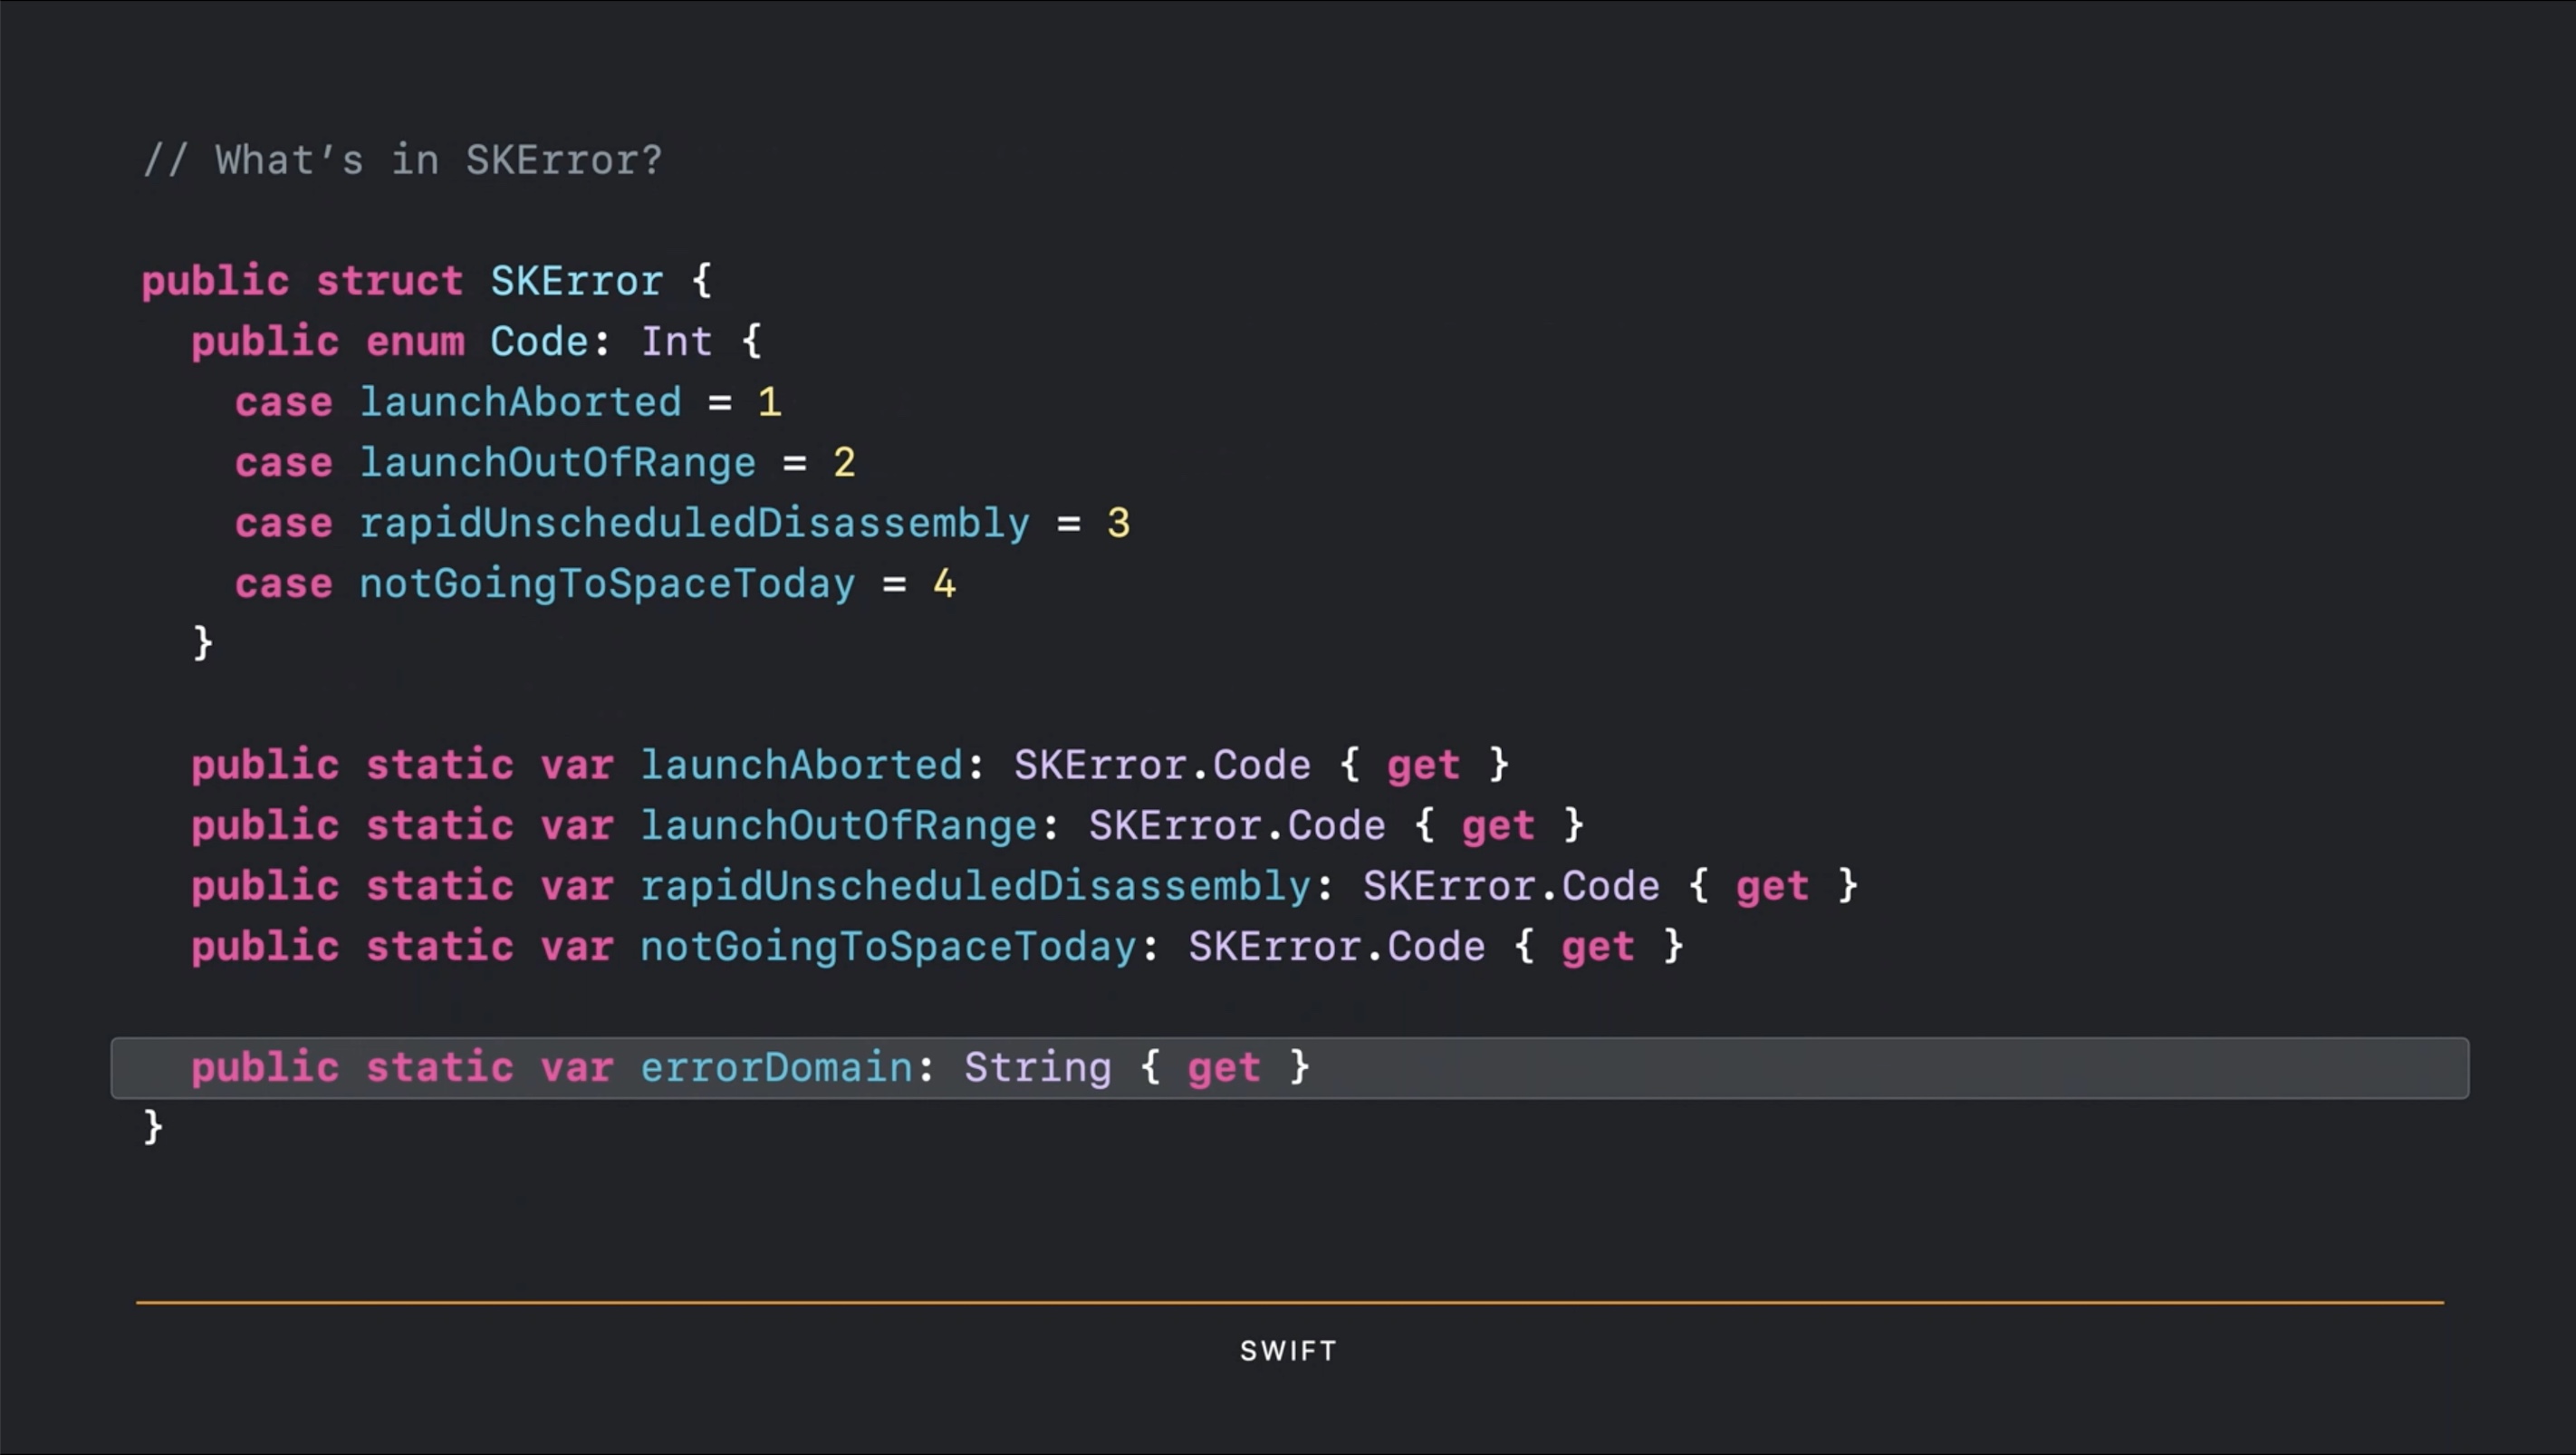 // What’s in SKError?
public struct SKError {
public enum Code: Int {
case launchAborted = 1
case launchOutOfRange = 2
case rapidUnscheduledDisassembly = 3
case notGoingToSpaceToday = 4
}
public static var launchAborted: SKError.Code { get }
public static var launchOutOfRange: SKError.Code { get }
public static var rapidUnscheduledDisassembly: SKError.Code { get }
public static var notGoingToSpaceToday: SKError.Code { get }
public static var errorDomain: String { get }
}
SWIFT